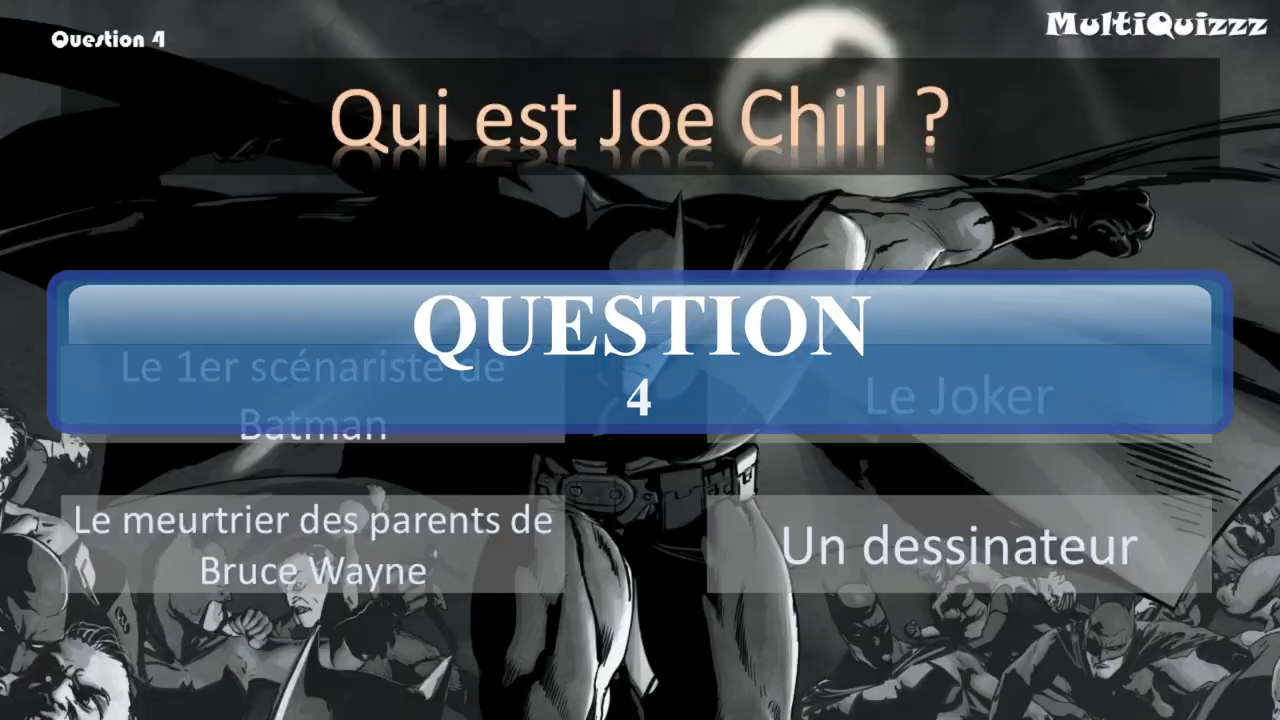 Question 4
MultiQuizzz
Qui est Joe Chill ?
QUESTION
4
Le 1er scénariste de
Batman
Le Joker
Le meurtrier des parents de
Bruce Wayne
Un dessinateur